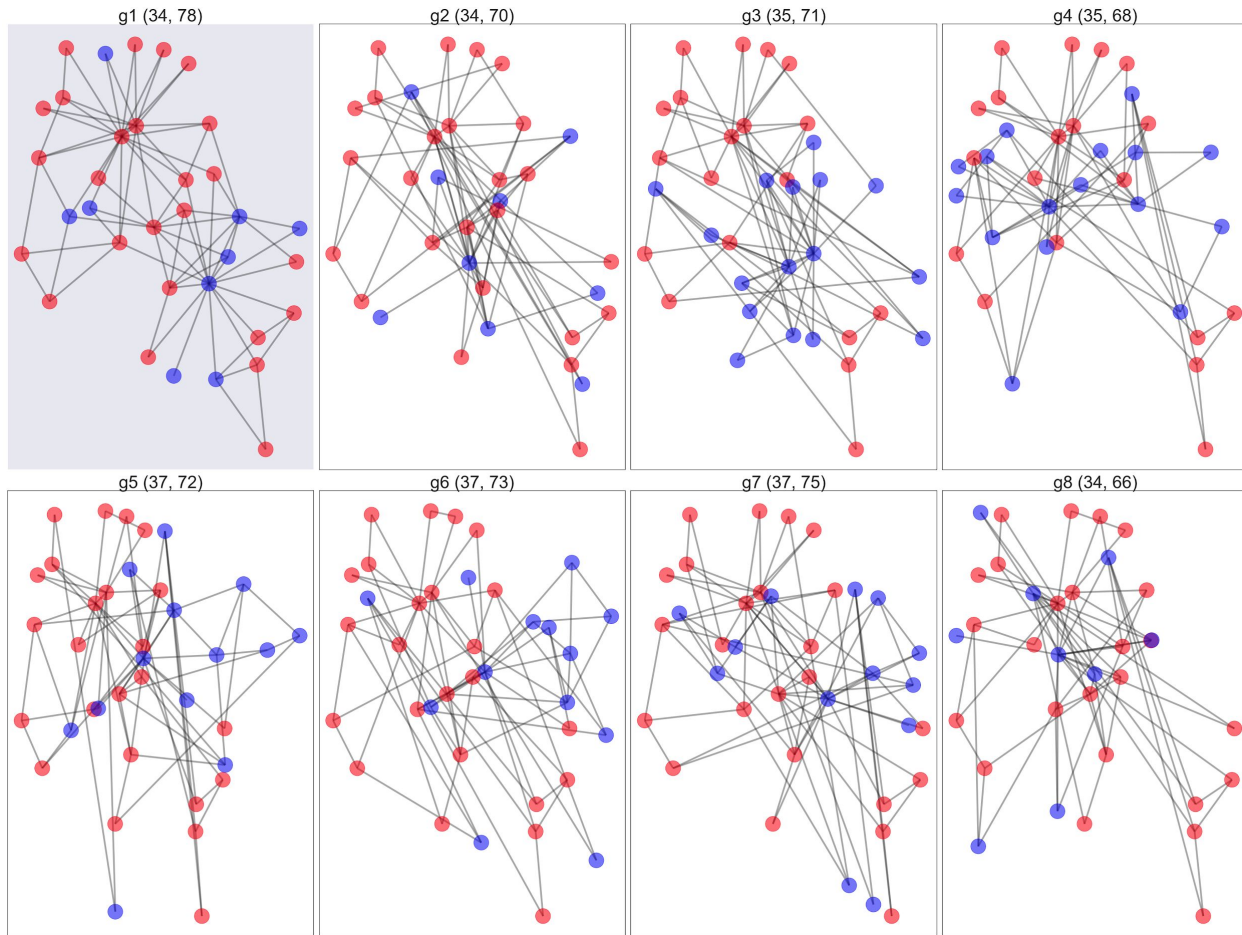 g1 (34, 78)
g2 (34, 70)
g3 (35, 71)
g4 (35, 68)
g5 (37, 72)
g6 (37, 73)
g7 (37, 75)
g8 (34, 66)